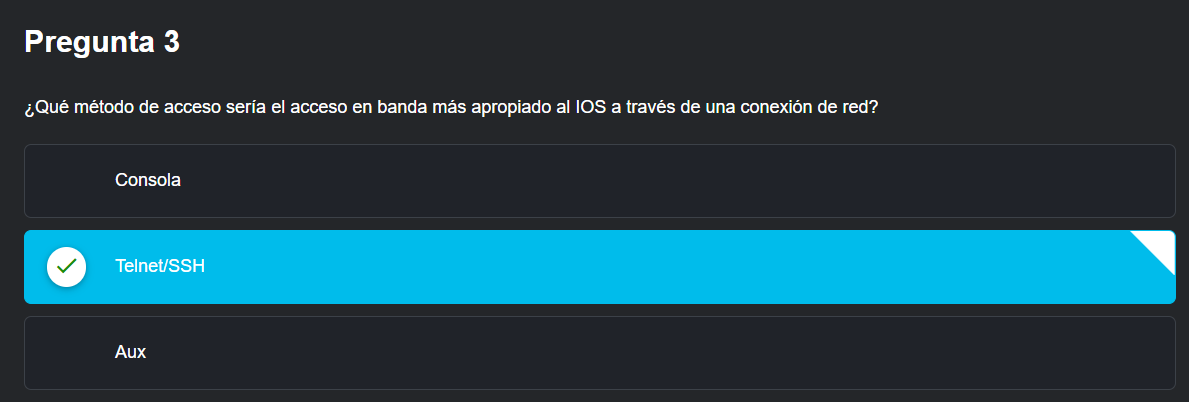 Pregunta 3
¿Qué método de acceso sería el acceso en banda más apropiado al IOS a través de una conexión de red?
Consola
Telnet/SSH
Aux